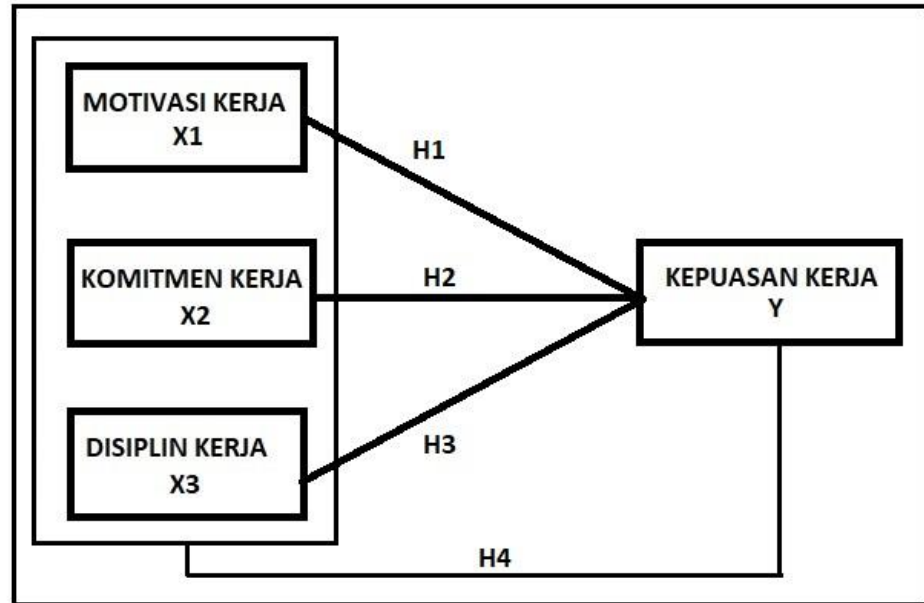 MOTIVASI KERJA
X1
H1
KOMITMEN KERJA
X2
H2
KEPUASAN KERJA
Y
DISIPLIN KERJA
X3
H3
H4